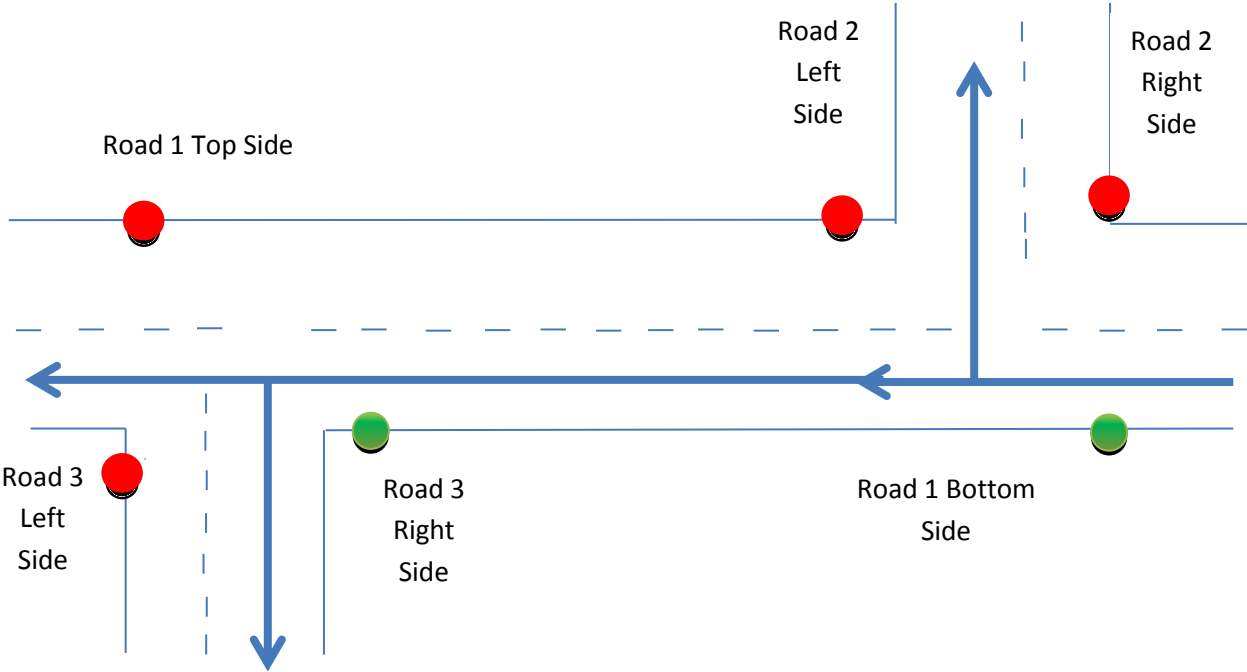 Road 2
Left
Side
Road 2
Right
Side
Road 1 Top Side
Road 3
Left
Side
Road 3
Right
Side
Road 1 Bottom
Side